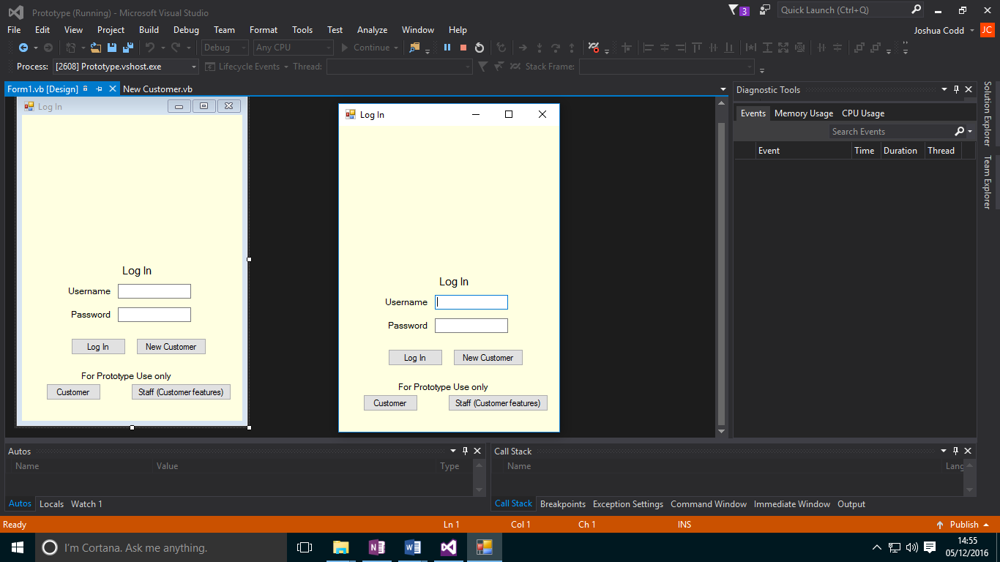 Prototype (Running) - Microsoft Visual Studio
3
Quick Launch (Ctrl+Q)
File Edit View Project Build Debug Team Format Tools Test Analyze Window Help
Joshua Codd JC
Debug Any CPU Continue
Process: [2608] Prototype.vshost.exe Lifecycle Events Thread: Stack Frame:
Form1.vb [Design] New Customer.vb
Log In
Log In
Username
Password
Log In New Customer
For Prototype Use only
Customer Staff (Customer features)
Log In
Log In
Username
Password
Log In New Customer
For Prototype Use only
Customer Staff (Customer features)
Diagnostic Tools
Events Memory Usage CPU Usage
Search Events
Event Time Duration Thread
Solution Explorer
Team Explorer
Autos
Name Value Type
Autos Locals Watch 1
Call Stack
Name Lang
Call Stack Breakpoints Exception Settings Command Window Immediate Window Output
Ready Ln 1 Col 1 Ch 1 INS Publish
I'm Cortana. Ask me anything.
14:55
05/12/2016